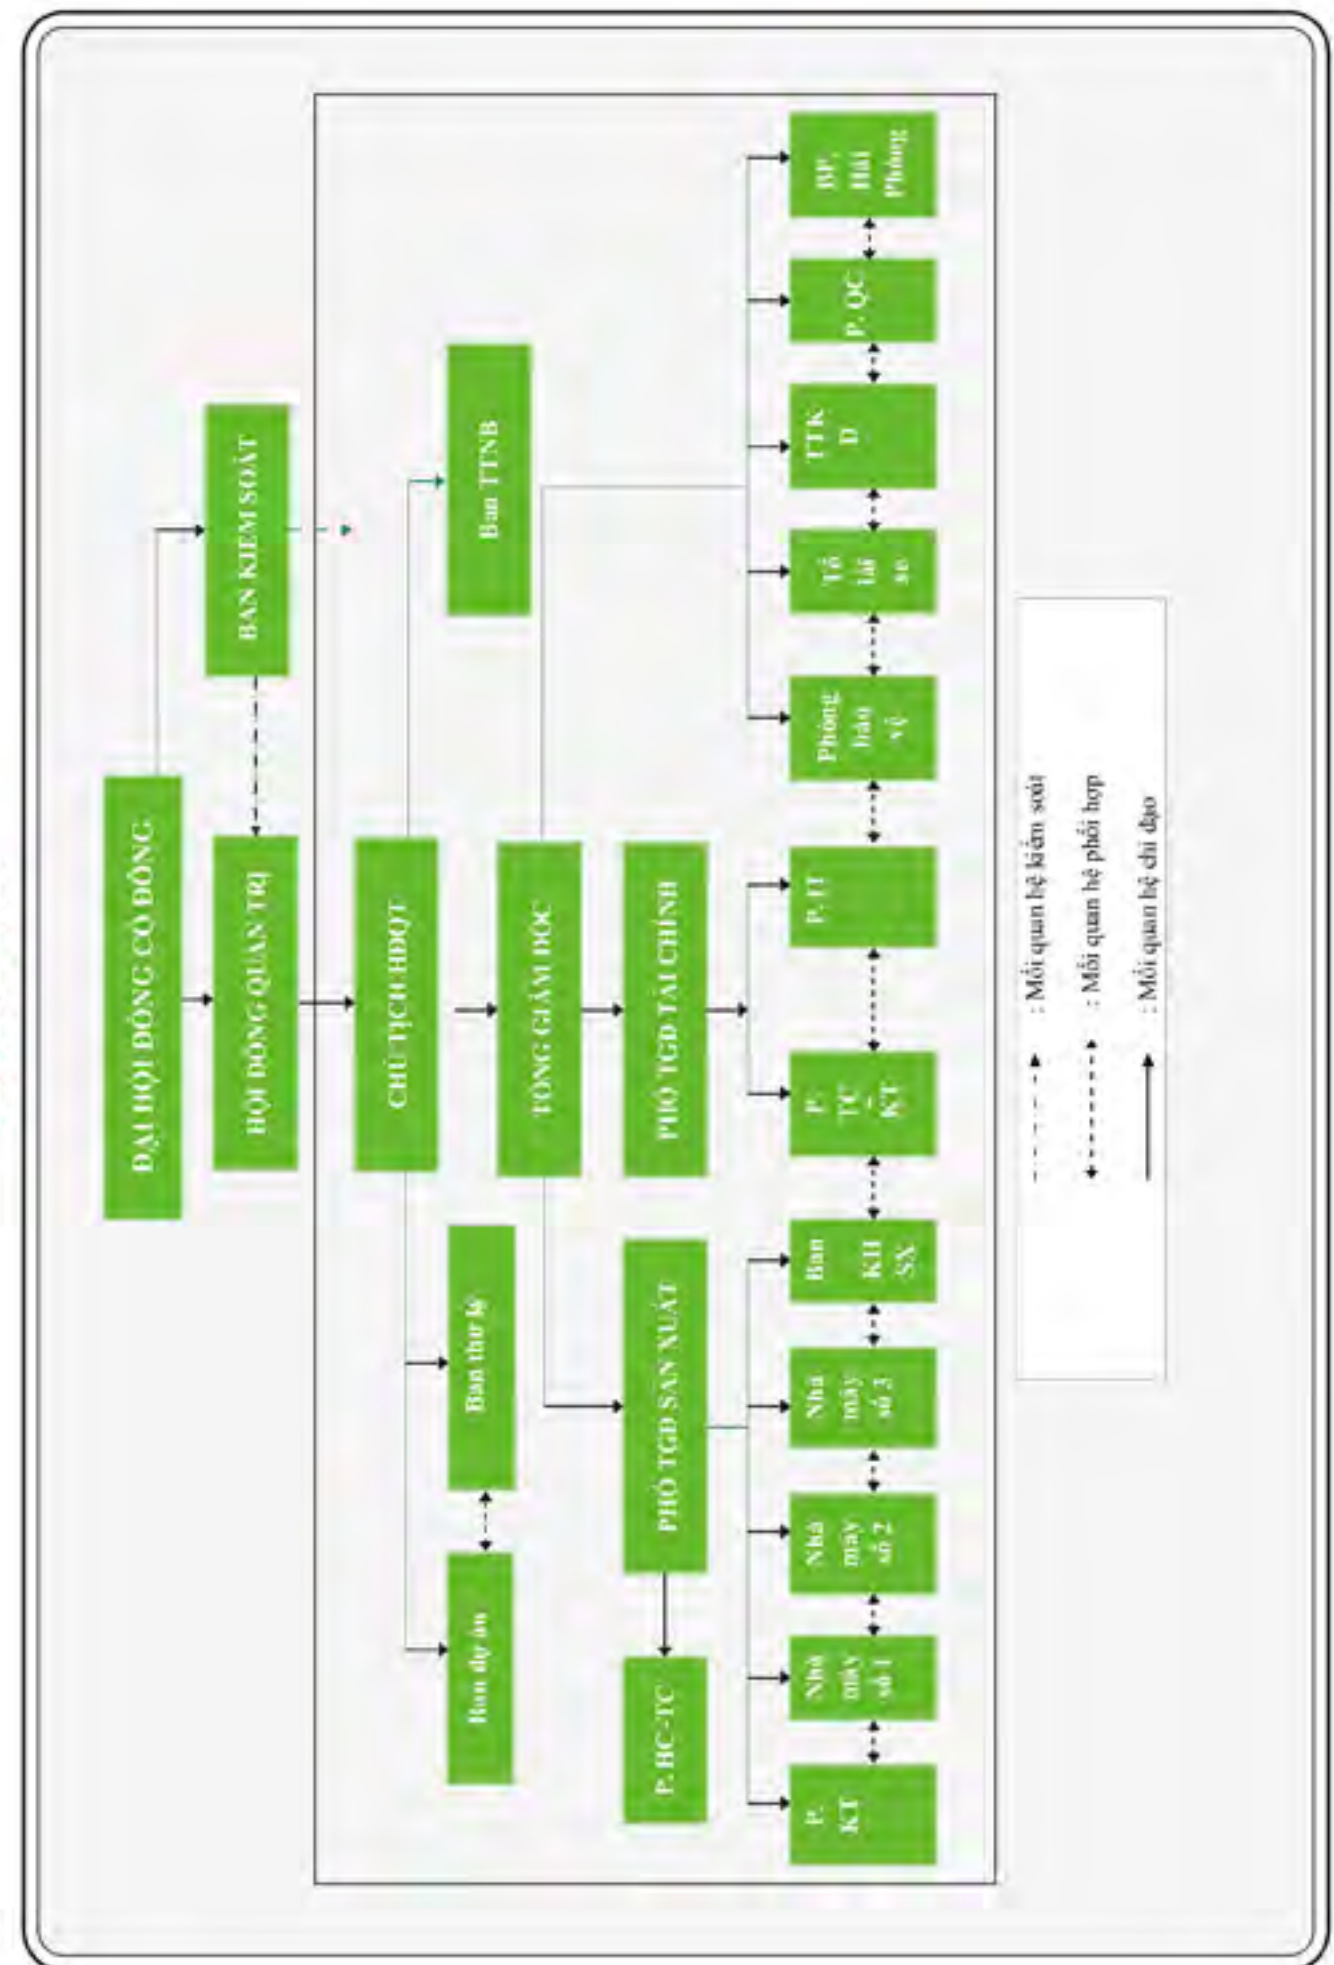 ĐẠI HỘI ĐỒNG CỔ ĐÔNG
BAN KIỂM SOÁT
HỘI ĐỒNG QUẢN TRỊ
CHỦ TỊCH HĐQT
Ban dự án
Ban thư lý
Ban TTNB
TỔNG GIÁM ĐỐC
P. HC-TC
PHÓ TGĐ SẢN XUẤT
PHÓ TGĐ TÀI CHÍNH
P.
KT
Nhà
máy
số 1
Nhà
máy
số 2
Nhà
máy
số 3
Ban
KH
SX
P.
TC
-
KT
P.
Phòng
bảo
vệ
Tổ
lái
xe
TTK
D
P. QC
BP.
Hải
Phòng
: Mối quan hệ kiểm soát
: Mối quan hệ phối hợp
: Mối quan hệ chỉ đạo